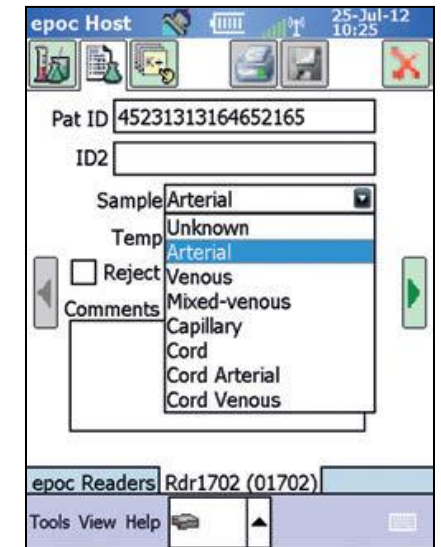 epoc Host 25-Jul-12
10:25
K+
Pat ID 45231313164652165
ID2
Sample Arterial
Temp
Unknown
Arterial
Reject
Venous
Comments
Mixed-venous
Capillary
Cord
Cord Arterial
Cord Venous
epoc Readers Rdr1702 (01702)
Tools View Help